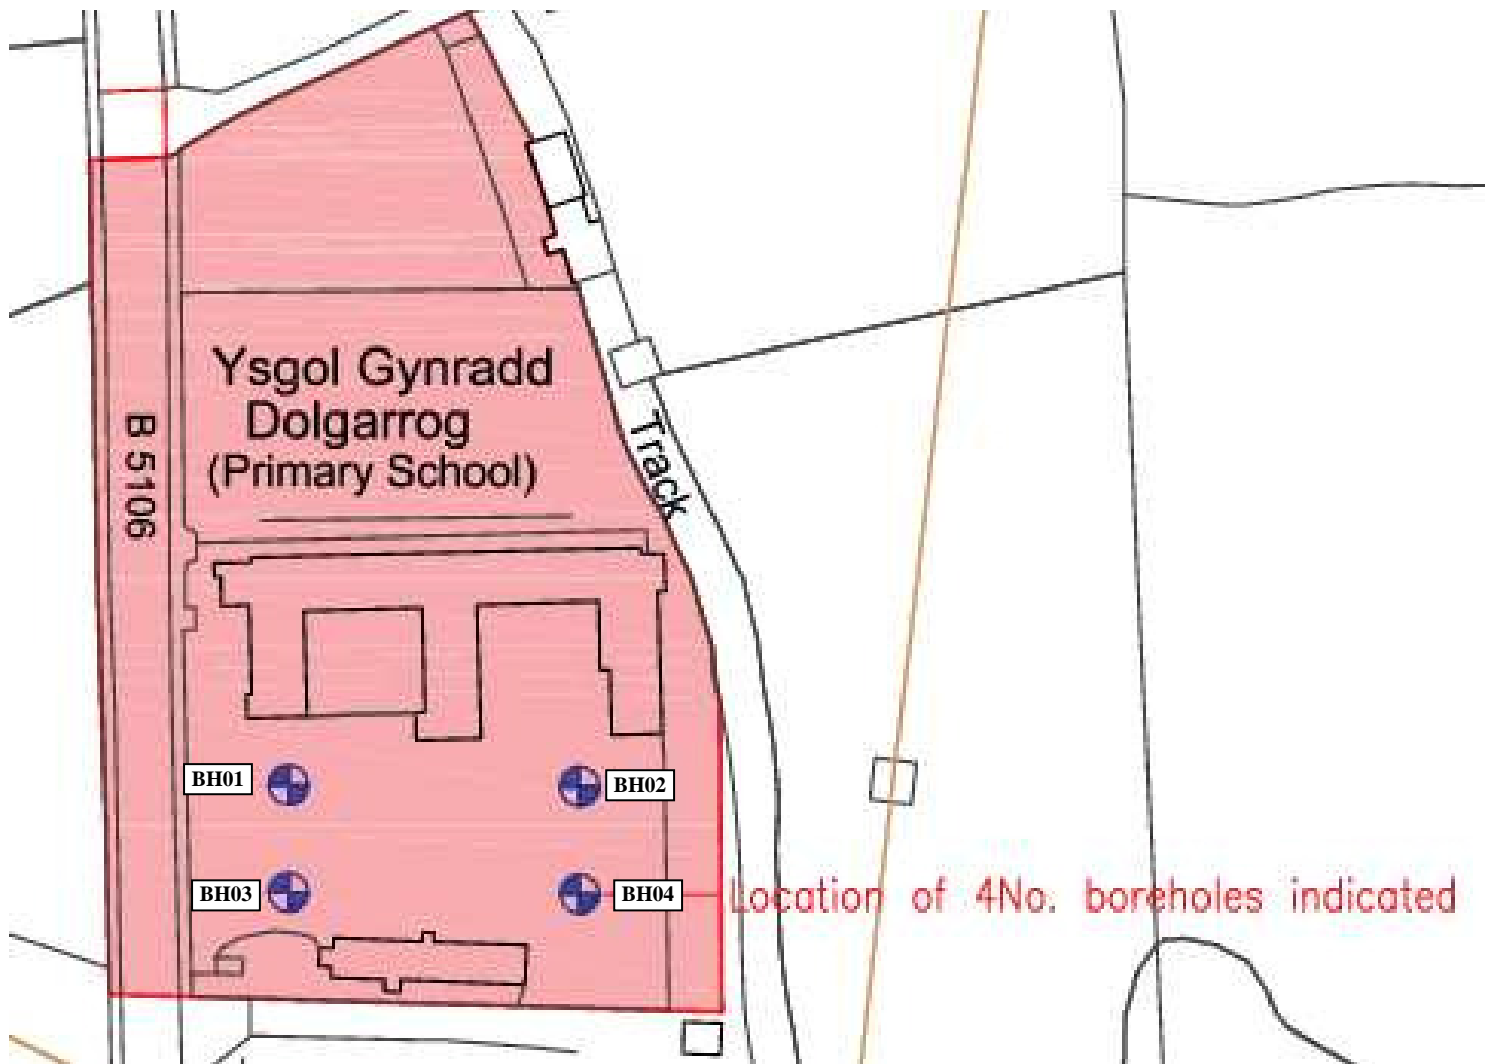 Ysgol Gynradd
Dolgarrog
(Primary School)
B 5106
Track
BH01
BH02
BH03
BH04
Location of 4No. boreholes indicated